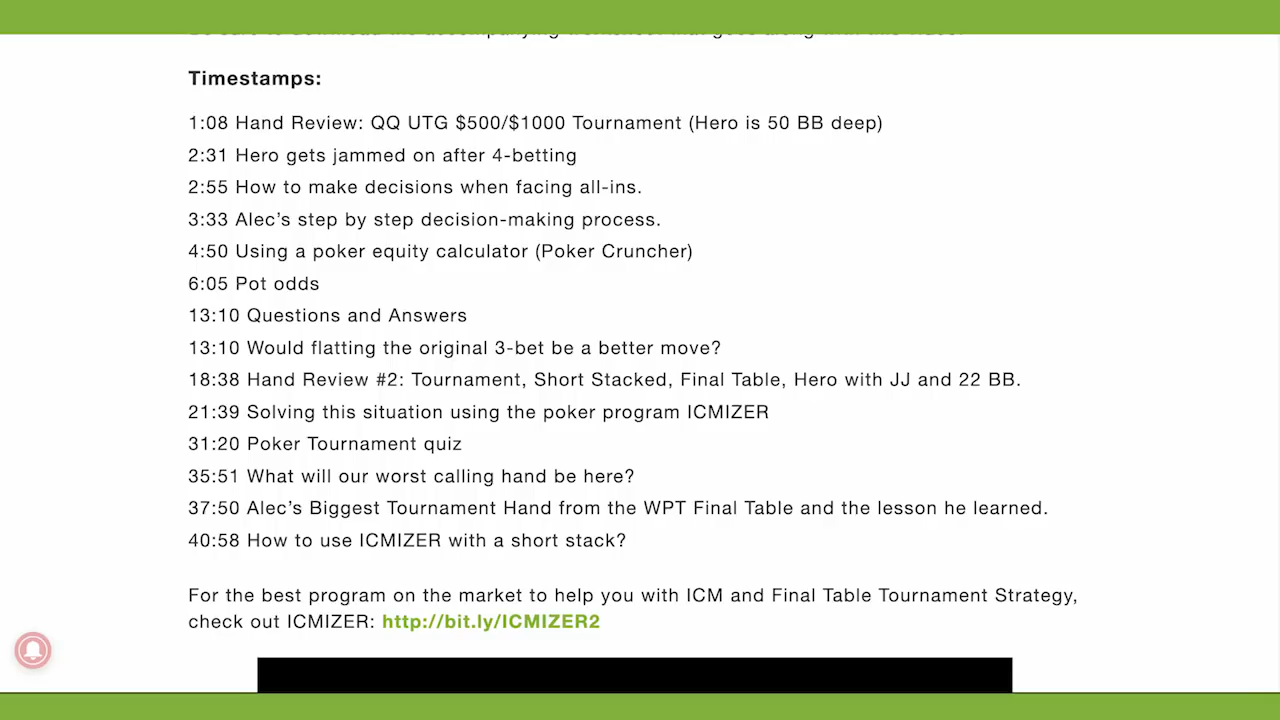 Timestamps:
1:08 Hand Review: QQ UTG $500/$1000 Tournament (Hero is 50 BB deep)
2:31 Hero gets jammed on after 4-betting
2:55 How to make decisions when facing all-ins.
3:33 Alec's step by step decision-making process.
4:50 Using a poker equity calculator (Poker Cruncher)
6:05 Pot odds
13:10 Questions and Answers
13:10 Would flatting the original 3-bet be a better move?
18:38 Hand Review #2: Tournament, Short Stacked, Final Table, Hero with JJ and 22 BB.
21:39 Solving this situation using the poker program ICMIZER
31:20 Poker Tournament quiz
35:51 What will our worst calling hand be here?
37:50 Alec's Biggest Tournament Hand from the WPT Final Table and the lesson he learned.
40:58 How to use ICMIZER with a short stack?
For the best program on the market to help you with ICM and Final Table Tournament Strategy,
check out ICMIZER: http://bit.ly/ICMIZER2